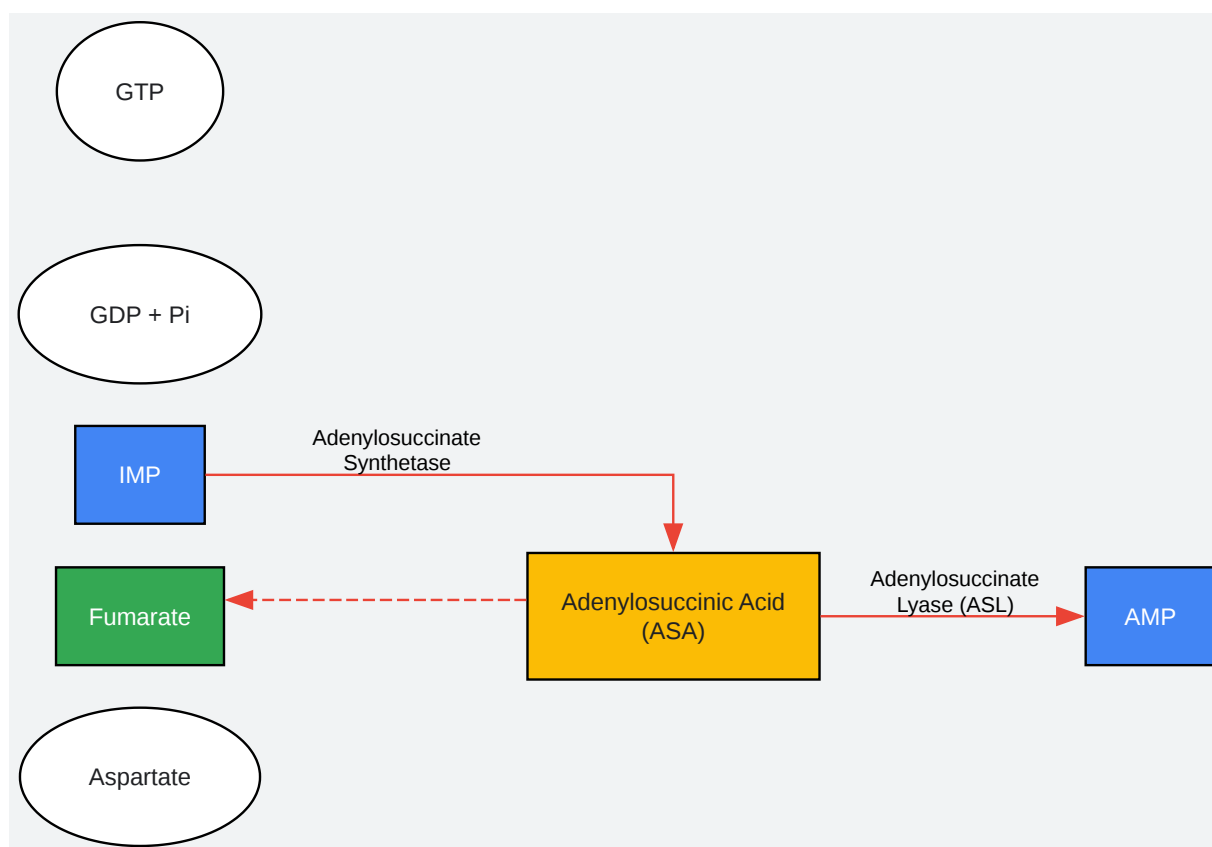 GTP
GDP + Pi
Adenylosuccinate
Synthetase
IMP
Adenylosuccinic Acid
(ASA)
Adenylosuccinate
Lyase (ASL)
Fumarate
AMP
Aspartate